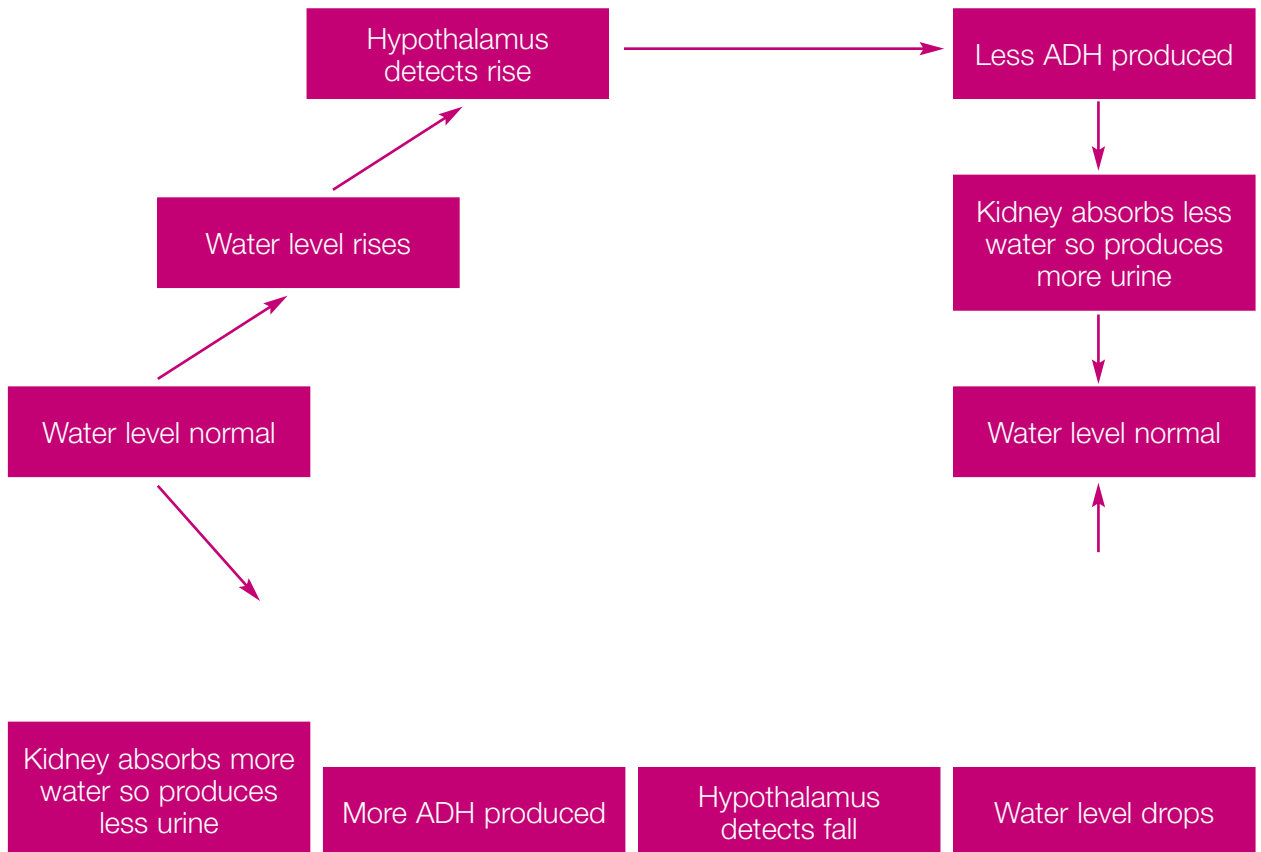 Hypothalamus
detects rise
Less ADH produced
Water level rises
Kidney absorbs less
water so produces
more urine
Water level normal
Water level normal
Kidney absorbs more
water so produces
less urine
More ADH produced
Hypothalamus
detects fall
Water level drops